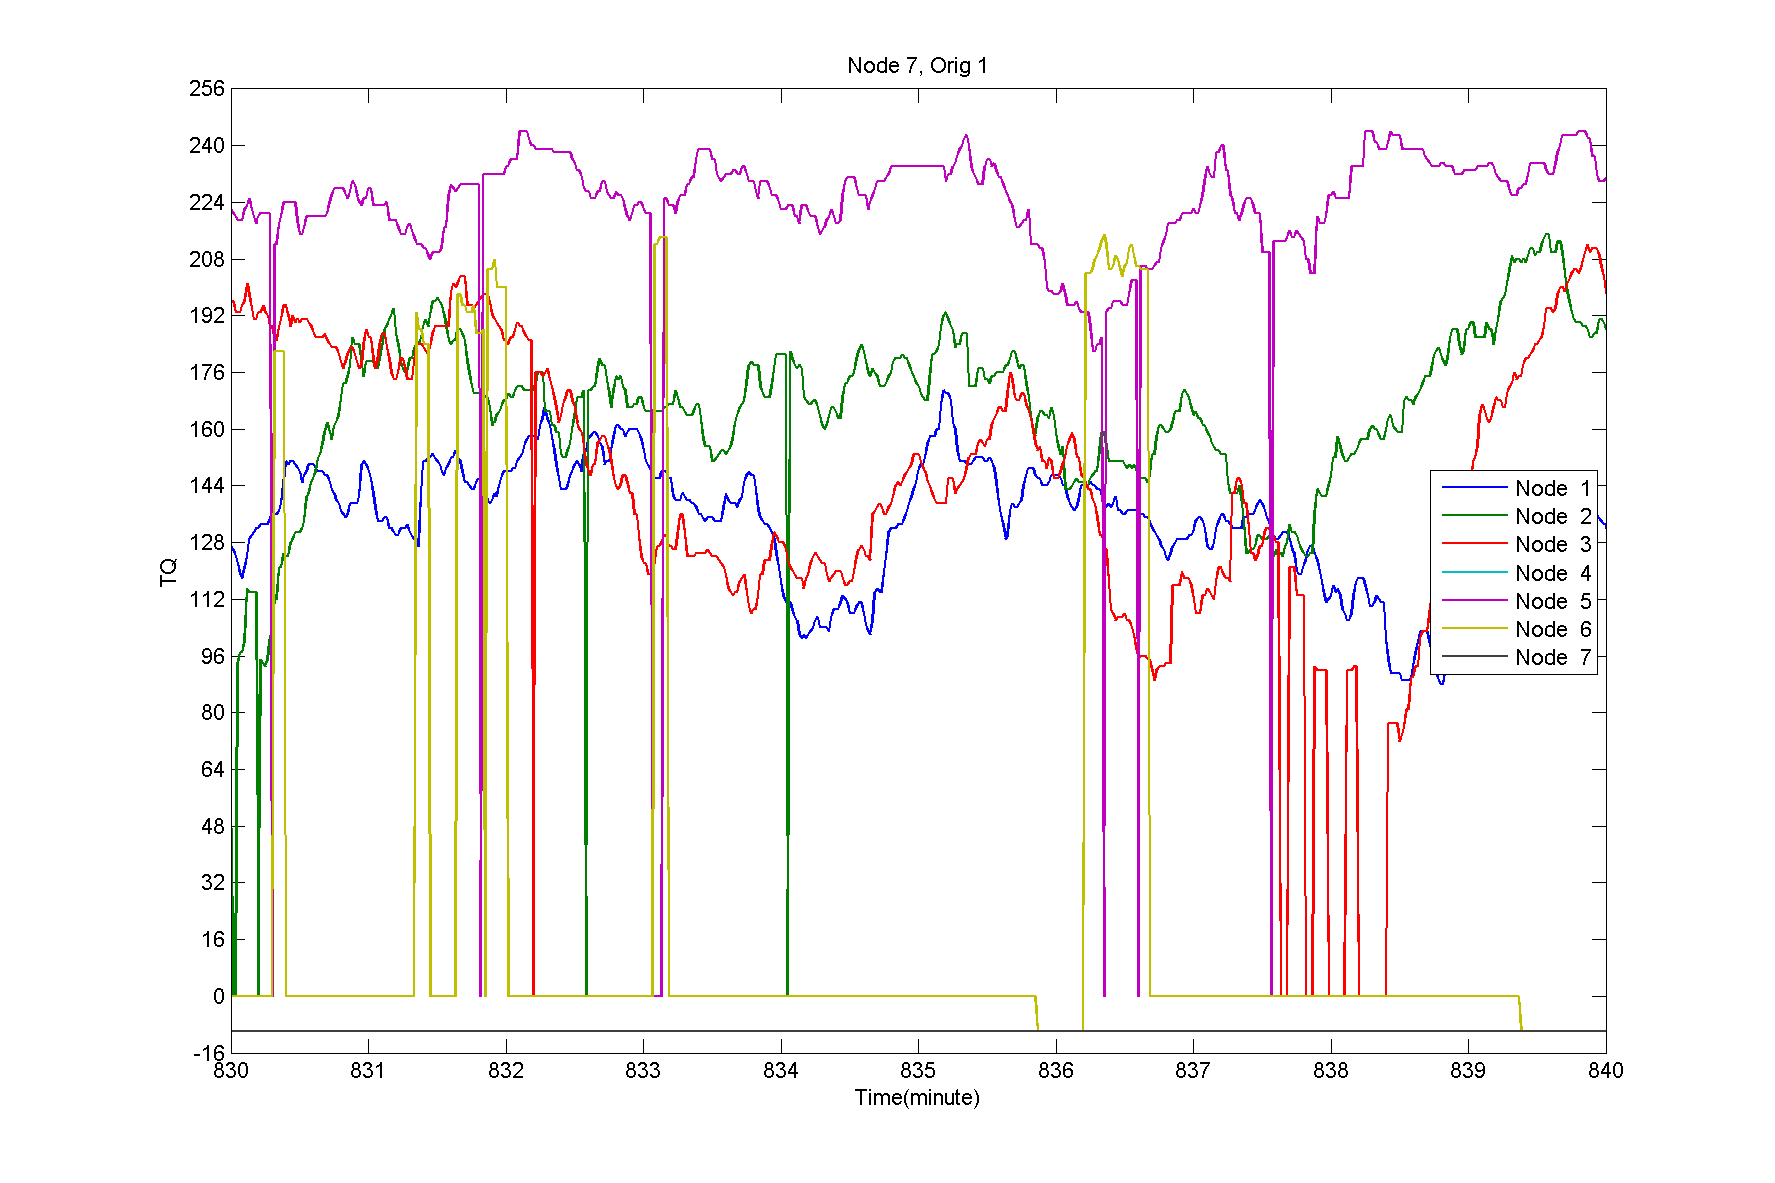 Node 7, Orig 1
256
240
224
208
192
176
160
144
128
112
96
80
64
48
32
16
0
-16
TQ
830 831 832 833 834 835 836 837 838 839 840
Time(minute)
Node 1
Node 2
Node 3
Node 4
Node 5
Node 6
Node 7